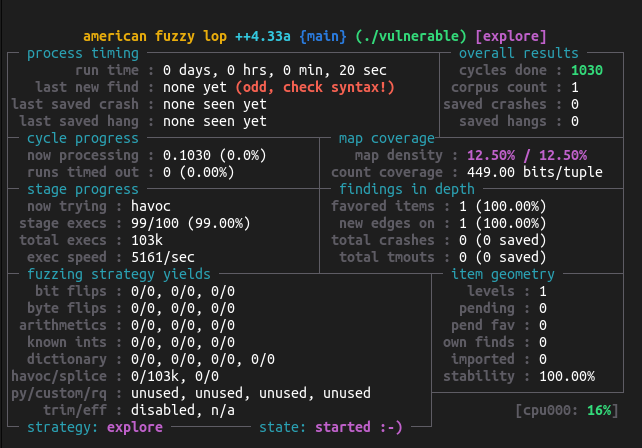 american fuzzy lop ++4.33a {main} (./vulnerable) [explore]
process timing overall results
run time : 0 days, 0 hrs, 0 min, 20 sec cycles done : 1030
last new find : none yet (odd, check syntax!) corpus count : 1
last saved crash : none seen yet saved crashes : 0
last saved hang : none seen yet saved hangs : 0
cycle progress map coverage
now processing : 0.1030 (0.0%) map density : 12.50% / 12.50%
runs timed out : 0 (0.00%) count coverage : 449.00 bits/tuple
stage progress findings in depth
now trying : havoc favored items : 1 (100.00%)
stage execs : 99/100 (99.00%) new edges on : 1 (100.00%)
total execs : 103k total crashes : 0 (0 saved)
exec speed : 5161/sec total tmouts : 0 (0 saved)
fuzzing strategy yields item geometry
bit flips : 0/0, 0/0, 0/0 levels : 1
byte flips : 0/0, 0/0, 0/0 pending : 0
arithmetics : 0/0, 0/0, 0/0 pend fav : 0
known ints : 0/0, 0/0, 0/0 own finds : 0
dictionary : 0/0, 0/0, 0/0, 0/0 imported : 0
havoc/splice : 0/103k, 0/0 stability : 100.00%
py/custom/rq : unused, unused, unused, unused
trim/eff : disabled, n/a [cpu000: 16%]
strategy: explore state: started :-)